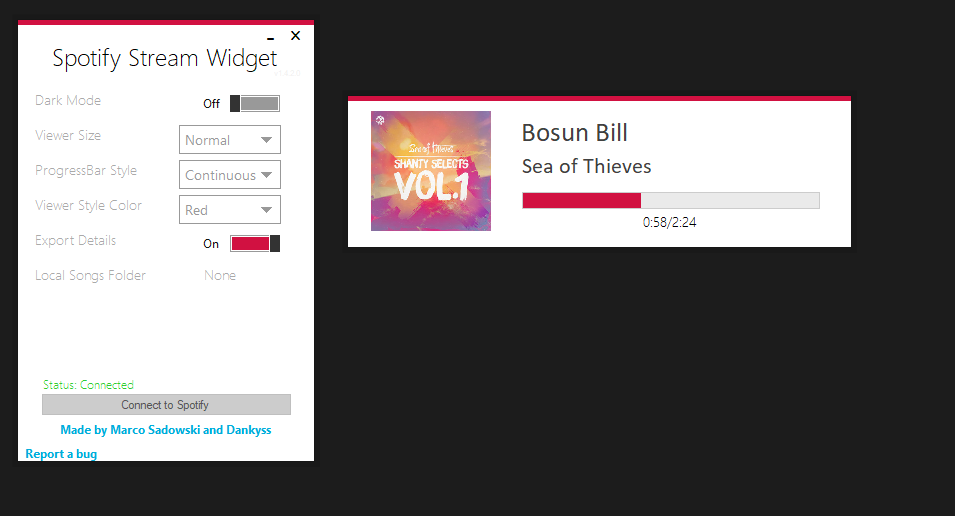 Spotify Stream Widget
Dark Mode
Off
Viewer Size
Normal
ProgressBar Style
Continuous
Viewer Style Color
Red
Export Details
On
Local Songs Folder
None
Status: Connected
Connect to Spotify
Made by Marco Sadowski and Dankyss
Report a bug
Sea of Thieves
SHANTY SELECTS
VOL.1
Bosun Bill
Sea of Thieves
0:58/2:24